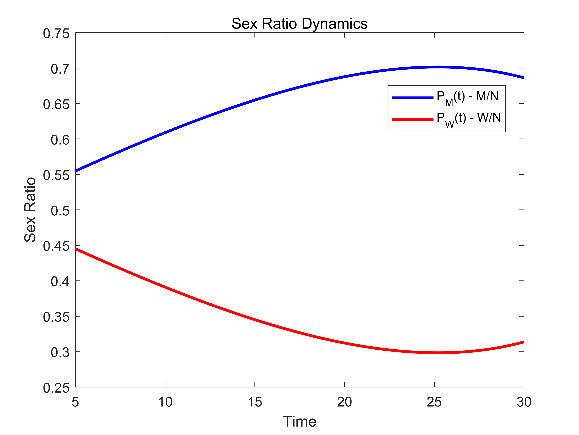 Sex Ratio Dynamics
0.75
0.7
0.65
0.6
0.55
0.5
0.45
0.4
0.35
0.3
0.25
Sex Ratio
P_M(t) - M/N
P_W(t) - W/N
5 10 15 20 25 30
Time